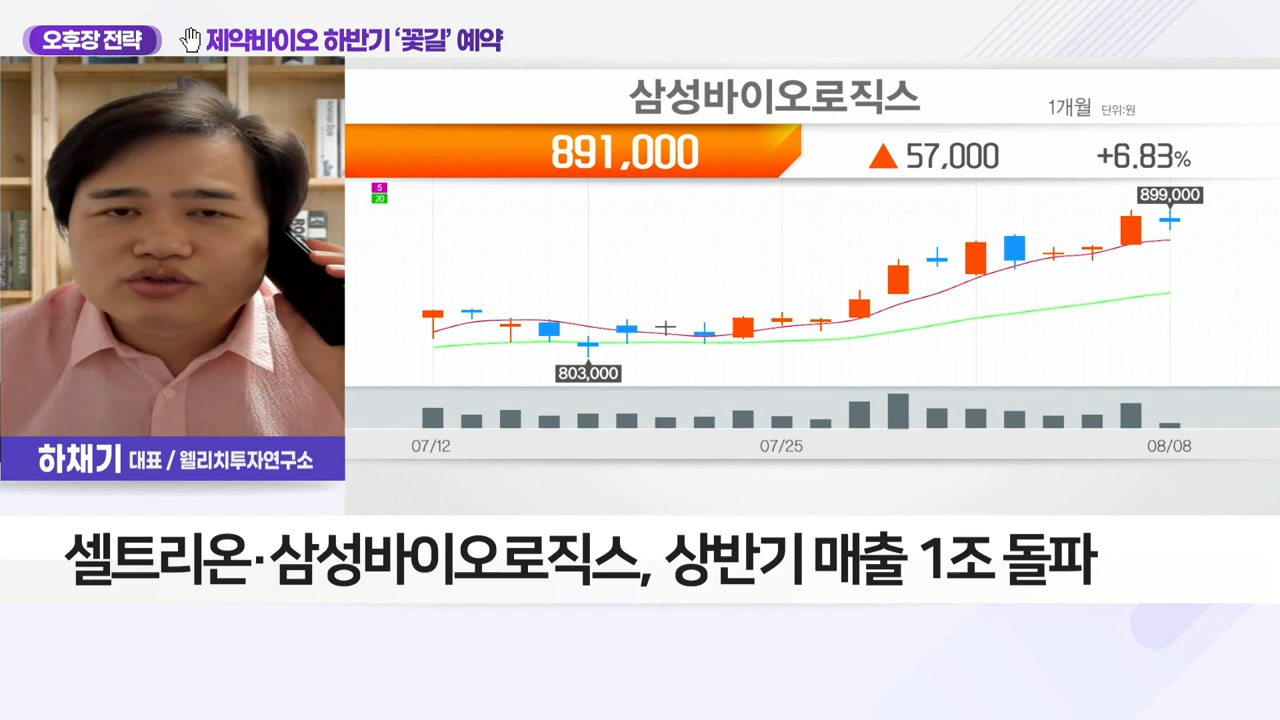 오후장 전략
제약바이오 하반기 ‘꽃길’ 예약
삼성바이오로직스
1개월 단위:원
891,000 ▲ 57,000 +6.83%
5
20
899,000
803,000
07/12 07/25 08/08
THE HOTEL BOOK
하채기 대표 / 웰리치투자연구소
셀트리온·삼성바이오로직스, 상반기 매출 1조 돌파